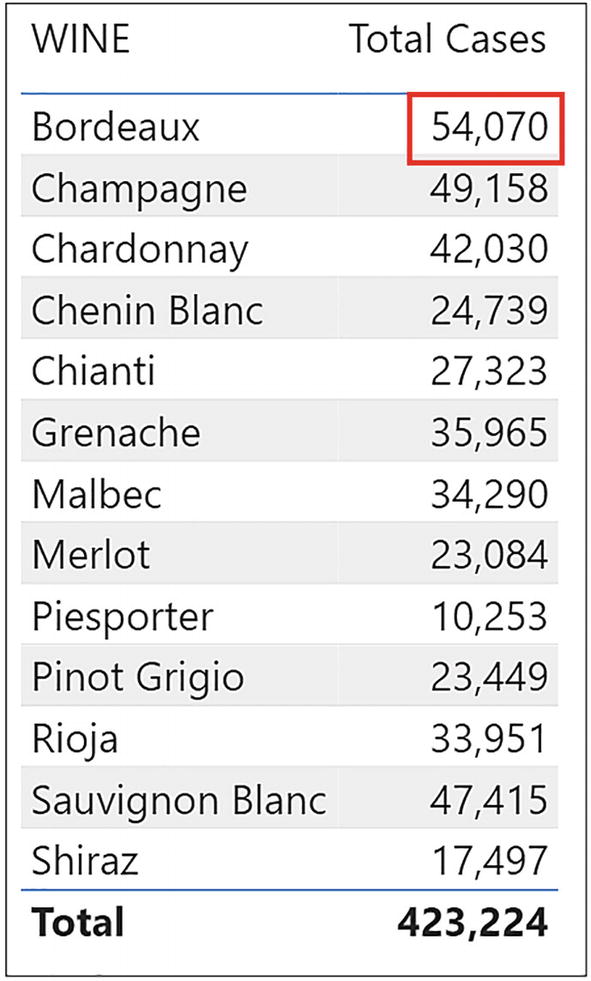 WINE Total Cases
Bordeaux 54,070
Champagne 49,158
Chardonnay 42,030
Chenin Blanc 24,739
Chianti 27,323
Grenache 35,965
Malbec 34,290
Merlot 23,084
Piesporter 10,253
Pinot Grigio 23,449
Rioja 33,951
Sauvignon Blanc 47,415
Shiraz 17,497
Total 423,224